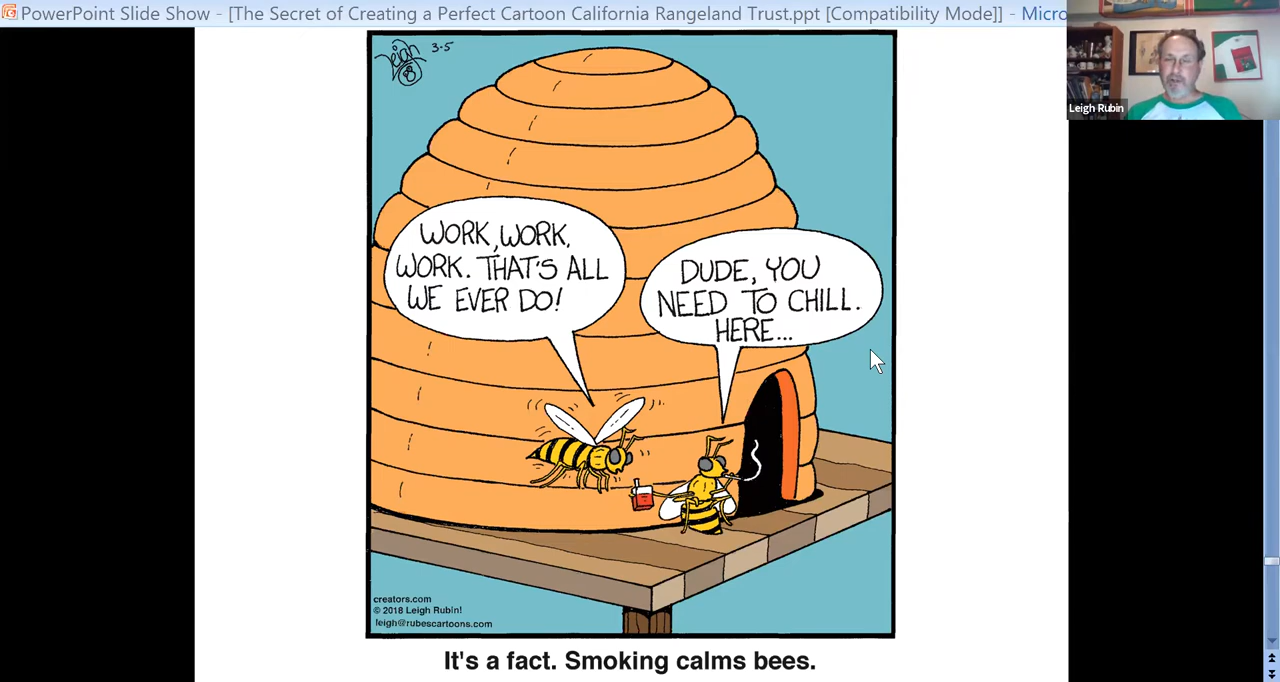 PowerPoint Slide Show - [The Secret of Creating a Perfect Cartoon California Rangeland Trust.ppt [Compatibility Mode]] - Micro
Leigh Rubin
Leigh
3-5
WORK, WORK,
WORK. THAT'S ALL
WE EVER DO!
DUDE, YOU
NEED TO CHILL.
HERE...
creators.com
© 2018 Leigh Rubin!
leigh@rubescartoons.com
It's a fact. Smoking calms bees.